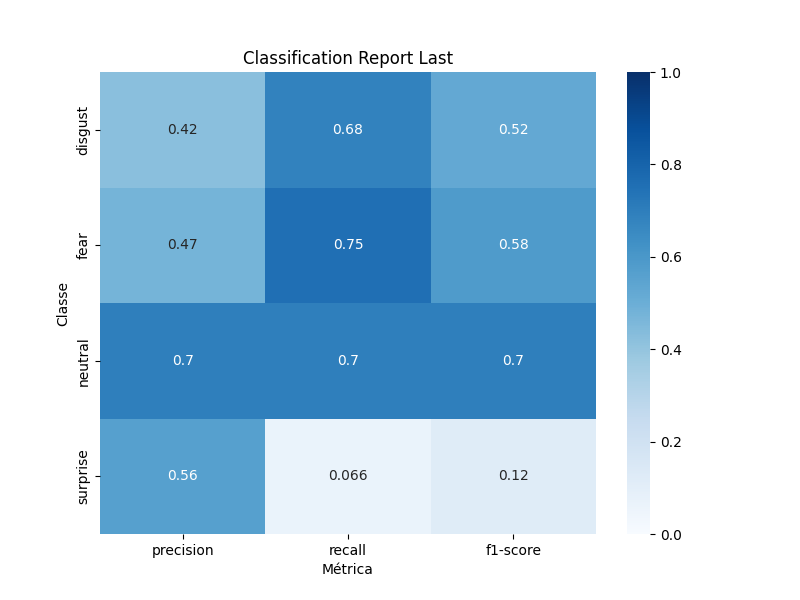 Classification Report Last
Classe
disgust
0.42 0.68 0.52
fear
0.47 0.75 0.58
neutral
0.7 0.7 0.7
surprise
0.56 0.066 0.12
precision recall f1-score
Métrica
1.0
0.8
0.6
0.4
0.2
0.0